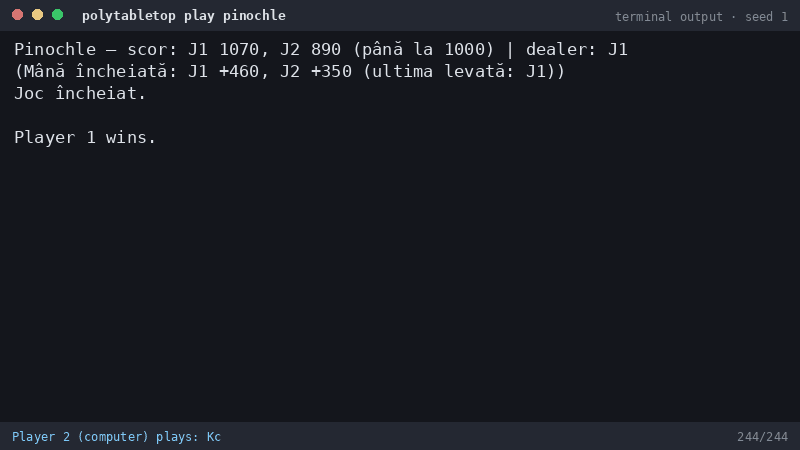 polytabletop play pinochle
terminal output · seed 1
Pinochle — scor: J1 1070, J2 890 (până la 1000) | dealer: J1
(Mână încheiată: J1 +460, J2 +350 (ultima levată: J1))
Joc încheiat.
Player 1 wins.
Player 2 (computer) plays: Kc
244/244